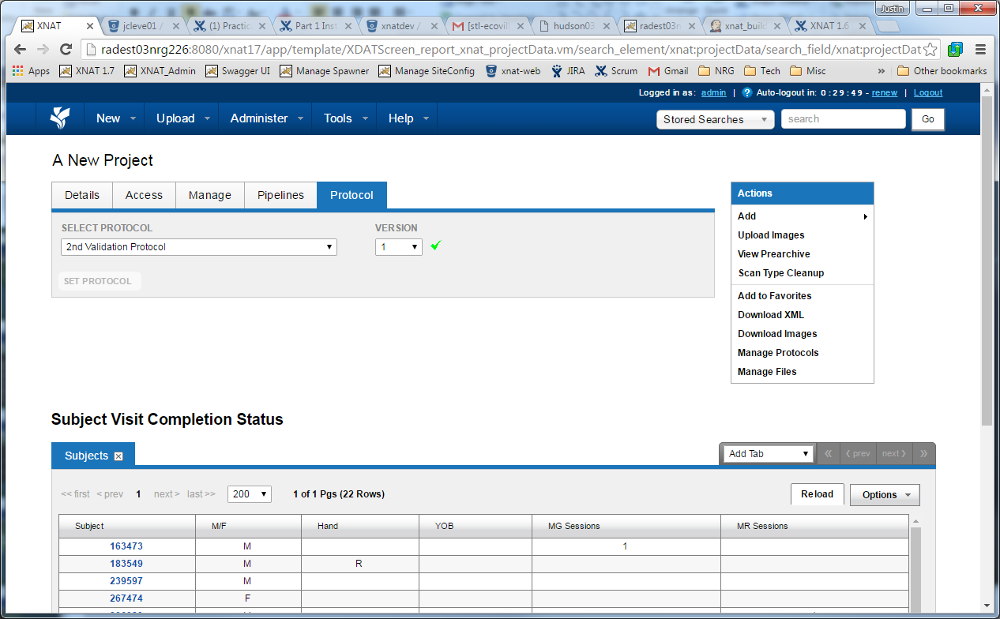 Justin
XNAT
jcleve01 /
(1) Practic
Part 1 Inst
xnatdev /
[stl-ecovill
hudson03
radest03n
xnat_build
XNAT 1.6
radest03nrg226:8080/xnat17/app/template/XDATScreen_report_xnat_projectData.vm/search_element/xnat:projectData/search_field/xnat:projectDat
Apps XNAT 1.7 XNAT_Admin Swagger UI Manage Spawner Manage SiteConfig xnat-web JIRA Scrum Gmail NRG Tech Misc » Other bookmarks
Logged in as: admin | ? Auto-logout in: 0:29:49 - renew | Logout
New Upload Administer Tools Help Stored Searches search Go
A New Project
Details Access Manage Pipelines Protocol
SELECT PROTOCOL VERSION
2nd Validation Protocol 1
SET PROTOCOL
Actions
Add
Upload Images
View Prearchive
Scan Type Cleanup
Add to Favorites
Download XML
Download Images
Manage Protocols
Manage Files
Subject Visit Completion Status
Subjects Add Tab « ‹ prev next › »
<< first < prev 1 next > last >> 200 1 of 1 Pgs (22 Rows) Reload Options
Subject M/F Hand YOB MG Sessions MR Sessions
163473 M 1
183549 M R
239597 M
267474 F